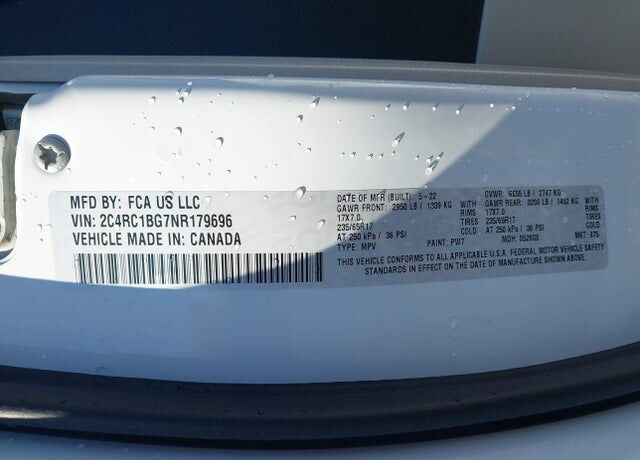 MFD BY: FCA US LLC
VIN: 2C4RC1BG7NR179696
VEHICLE MADE IN: CANADA
DATE OF MFR (BUILT): 5-22 GVWR: 6055 LB / 2747 KG
GAWR FRONT: 2950 LB / 1339 KG WITH GAWR REAR: 3200 LB / 1452 KG WITH
17X7.0. RIMS 17X7.0. RIMS
235/65R17 TIRES 235/65R17 TIRES
AT 250 kPa / 36 PSI COLD AT 250 kPa / 36 PSI COLD
TYPE: MPV PAINT: PW7 MDH: 052608 MKT: 875
THIS VEHICLE CONFORMS TO ALL APPLICABLE U.S.A. FEDERAL MOTOR VEHICLE SAFETY
STANDARDS IN EFFECT ON THE DATE OF MANUFACTURE SHOWN ABOVE.